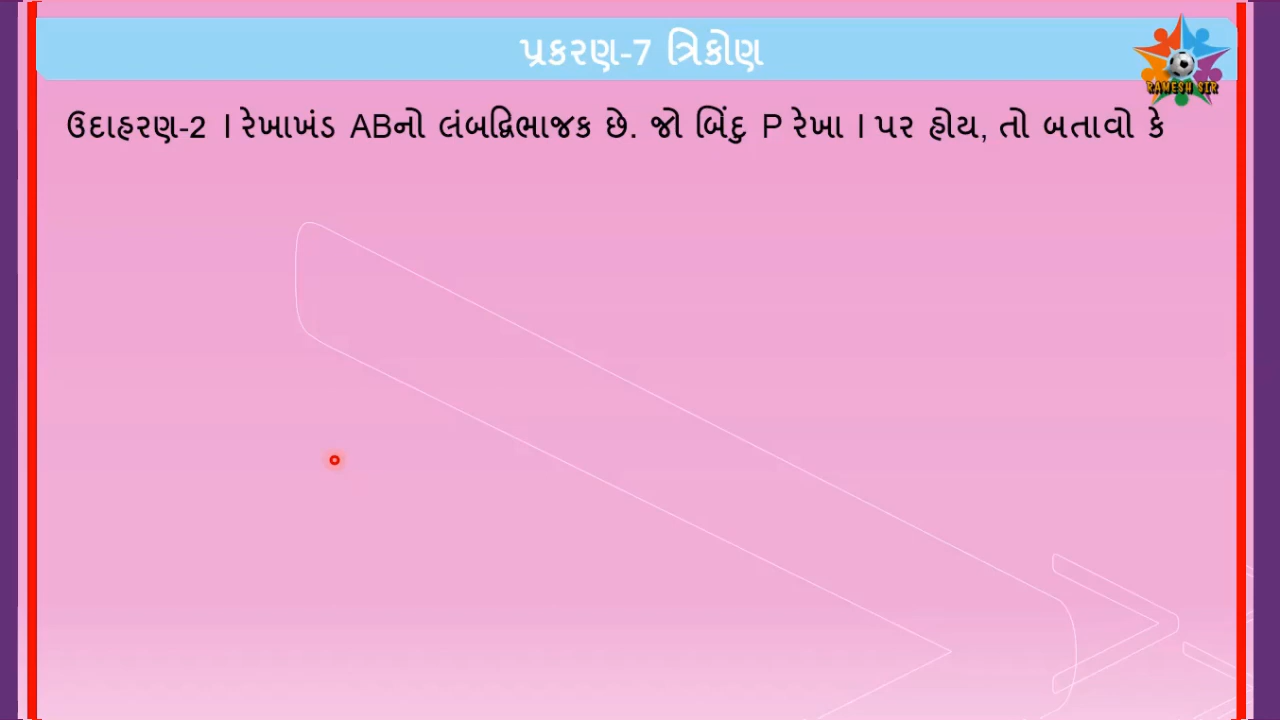 પ્રકરણ-7 ત્રિકોણ
RAMESH SIR
ઉદાહરણ-2 l રેખાખંડ ABનો લંબદ્વિભાજક છે. જો બિંદુ P રેખા l પર હોય, તો બતાવો કે